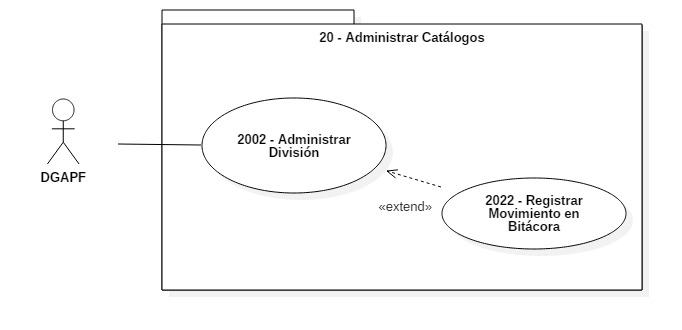 20 - Administrar Catálogos
2002 - Administrar
División
DGAPF
«extend»
2022 - Registrar
Movimiento en
Bitácora